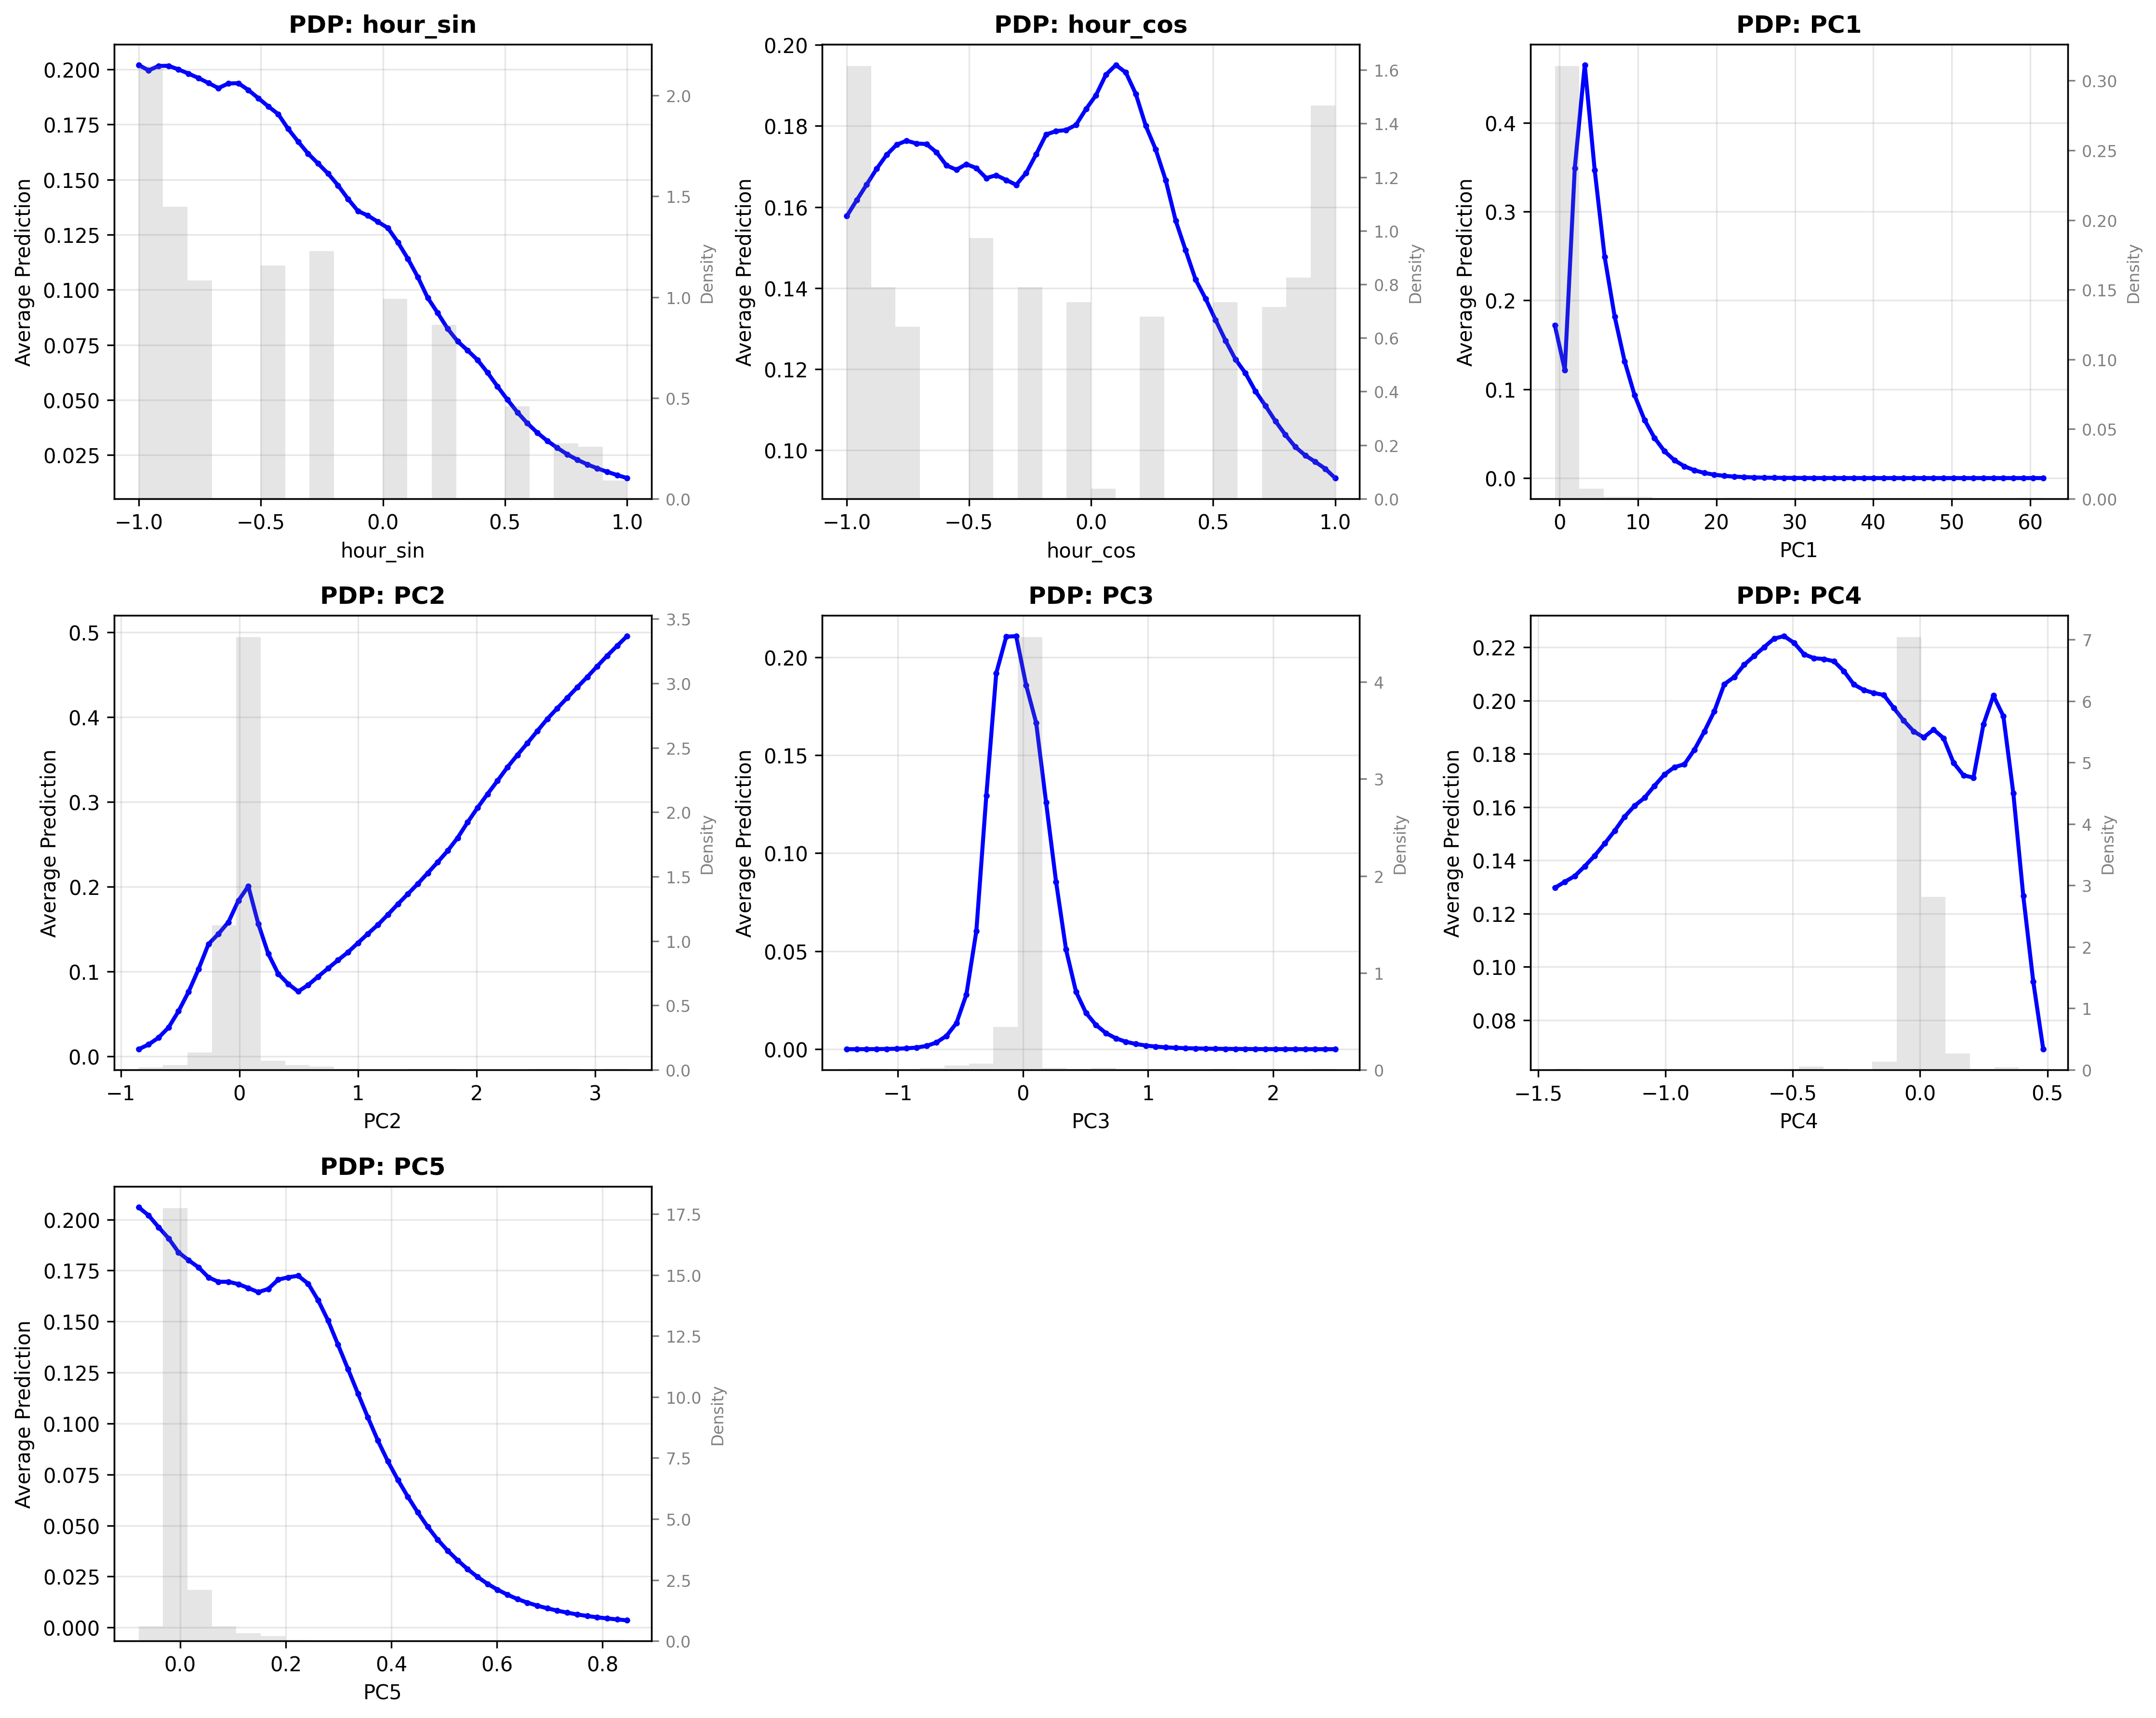 PDP: hour_sin
0.200
0.175
0.150
0.125
0.100
0.075
0.050
0.025
Average Prediction
2.0
1.5
1.0
0.5
0.0
Density
−1.0 −0.5 0.0 0.5 1.0
hour_sin
PDP: hour_cos
0.20
0.18
0.16
0.14
0.12
0.10
Average Prediction
1.6
1.4
1.2
1.0
0.8
0.6
0.4
0.2
0.0
Density
−1.0 −0.5 0.0 0.5 1.0
hour_cos
PDP: PC1
0.4
0.3
0.2
0.1
0.0
Average Prediction
0.30
0.25
0.20
0.15
0.10
0.05
0.00
Density
0 10 20 30 40 50 60
PC1
PDP: PC2
0.5
0.4
0.3
0.2
0.1
0.0
Average Prediction
3.5
3.0
2.5
2.0
1.5
1.0
0.5
0.0
Density
−1 0 1 2 3
PC2
PDP: PC3
0.20
0.15
0.10
0.05
0.00
Average Prediction
4
3
2
1
0
Density
−1 0 1 2
PC3
PDP: PC4
0.22
0.20
0.18
0.16
0.14
0.12
0.10
0.08
Average Prediction
7
6
5
4
3
2
1
0
Density
−1.5 −1.0 −0.5 0.0 0.5
PC4
PDP: PC5
0.200
0.175
0.150
0.125
0.100
0.075
0.050
0.025
0.000
Average Prediction
17.5
15.0
12.5
10.0
7.5
5.0
2.5
0.0
Density
0.0 0.2 0.4 0.6 0.8
PC5